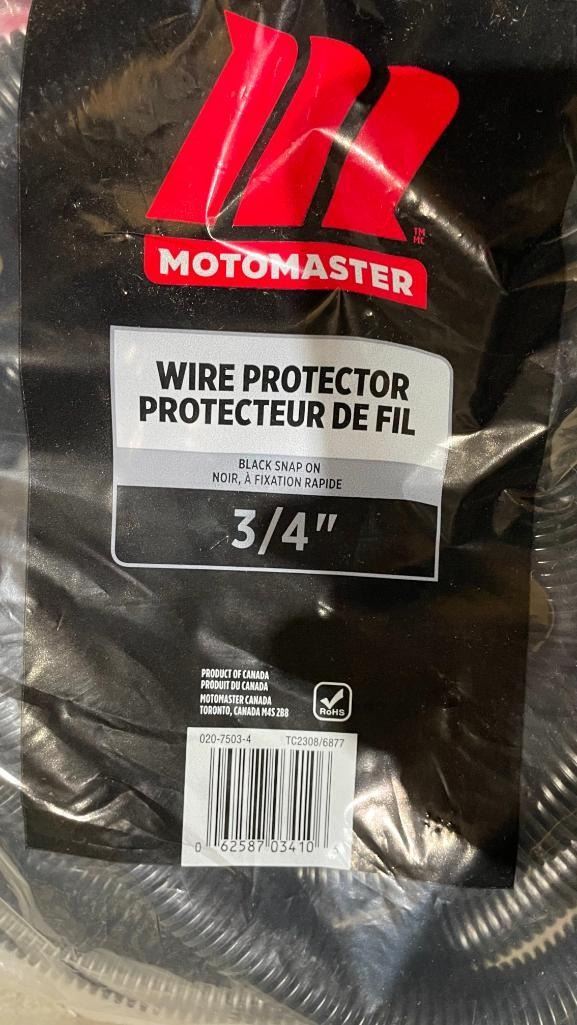 TM
MC
MOTOMASTER
WIRE PROTECTOR
PROTECTEUR DE FIL
BLACK SNAP ON
NOIR, À FIXATION RAPIDE
3/4"
PRODUCT OF CANADA
PRODUIT DU CANADA
MOTOMASTER CANADA
TORONTO, CANADA M4S 2B8
RoHS
020-7503-4 TC2308/6877
0 62587 03410